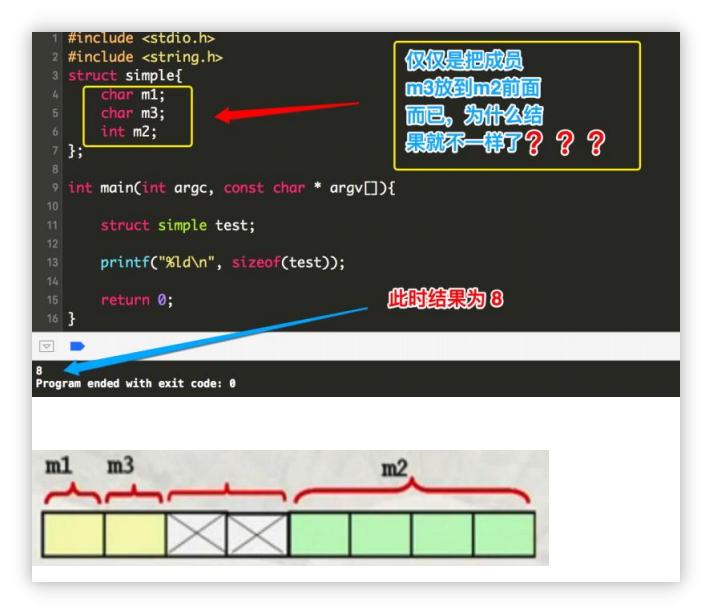 1 #include <stdio.h>
2 #include <string.h>
3 struct simple{
4 char m1;
5 char m3;
6 int m2;
7 };
8
9 int main(int argc, const char * argv[]){
10
11 struct simple test;
12
13 printf("%ld\n", sizeof(test));
14
15 return 0;
16 }
仅仅是把成员
m3放到m2前面
而已，为什么结
果就不一样了？？？
此时结果为 8
8
Program ended with exit code: 0
m1 m3 m2